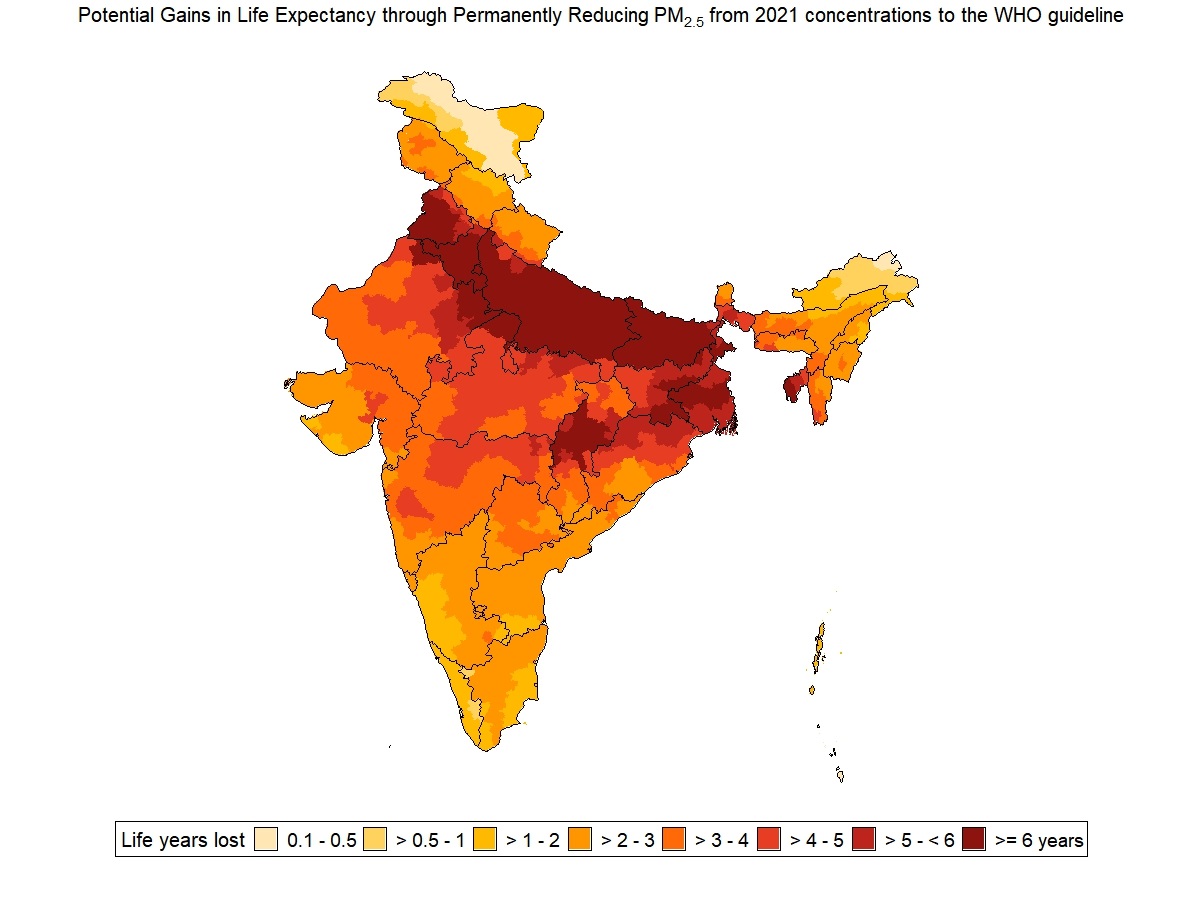 Potential Gains in Life Expectancy through Permanently Reducing PM2.5 from 2021 concentrations to the WHO guideline
Life years lost 0.1 - 0.5 > 0.5 - 1 > 1 - 2 > 2 - 3 > 3 - 4 > 4 - 5 > 5 - < 6 >= 6 years